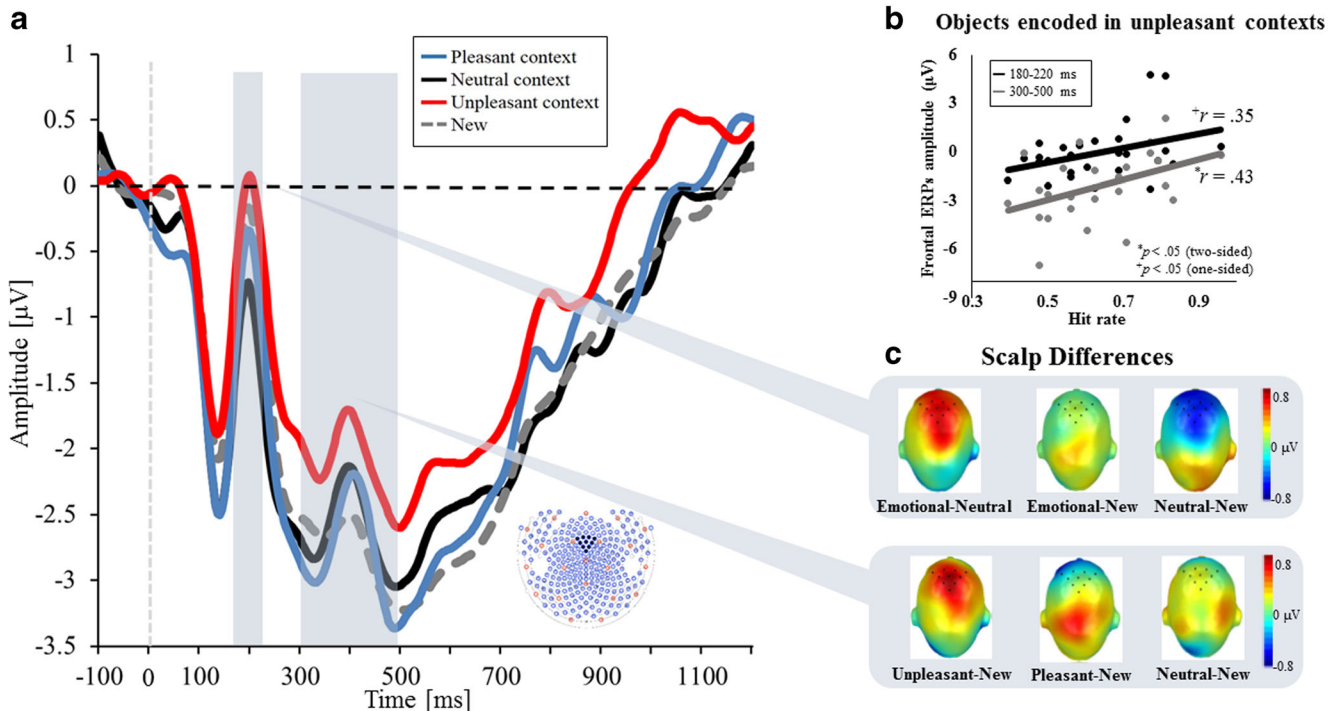 a
1
0.5
0
-0.5
-1
-1.5
-2
-2.5
-3
-3.5
Amplitude [µV]
Pleasant context
Neutral context
Unpleasant context
New
-100 0 100 300 500 700 900 1100
Time [ms]
b Objects encoded in unpleasant contexts
6
3
0
-3
-6
-9
Frontal ERPs amplitude (µV)
180-220 ms
300-500 ms
+r = .35
*r = .43
*p < .05 (two-sided)
+p < .05 (one-sided)
0.3 0.5 0.7 0.9
Hit rate
c Scalp Differences
0.8
0 µV
-0.8
Emotional-Neutral Emotional-New Neutral-New
0.8
0 µV
-0.8
Unpleasant-New Pleasant-New Neutral-New